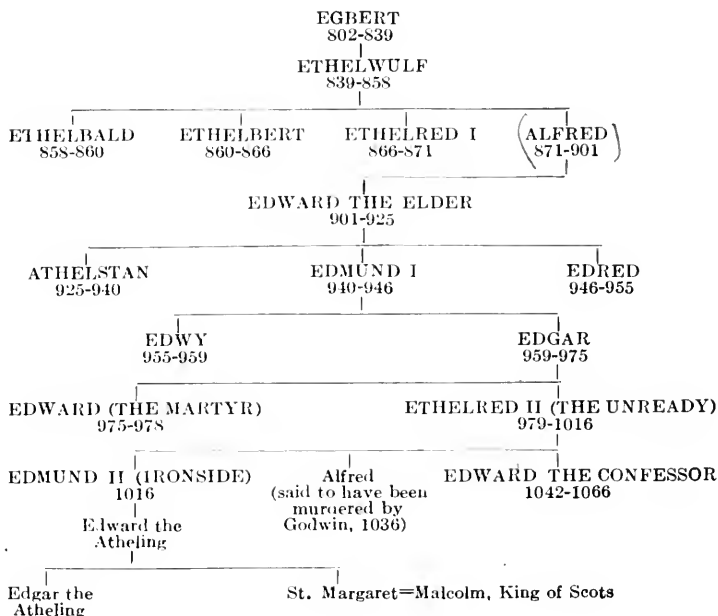 EGBERT
802-839
ETHELWULF
839-858
ETHELBALD ETHELBERT ETHELRED I (ALFRED)
858-860 860-866 866-871 871-901
EDWARD THE ELDER
901-925
ATHELSTAN EDMUND I EDRED
925-940 940-946 946-955
EDWY EDGAR
955-959 959-975
EDWARD (THE MARTYR) ETHELRED II (THE UNREADY)
975-978 979-1016
EDMUND II (IRONSIDE) Alfred EDWARD THE CONFESSOR
1016 (said to have been 1042-1066
murdered by
Edward the Godwin, 1036)
Atheling
Edgar the St. Margaret=Malcolm, King of Scots
Atheling